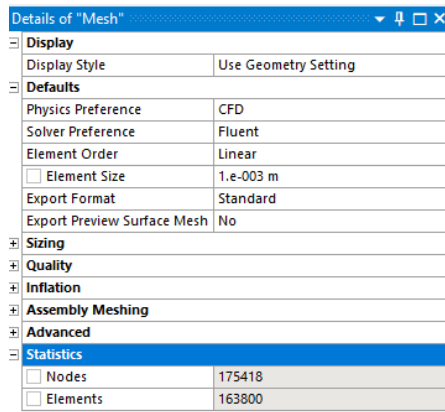 Details of "Mesh"
Display
Display Style Use Geometry Setting
Defaults
Physics Preference CFD
Solver Preference Fluent
Element Order Linear
Element Size 1.e-003 m
Export Format Standard
Export Preview Surface Mesh No
Sizing
Quality
Inflation
Assembly Meshing
Advanced
Statistics
Nodes 175418
Elements 163800